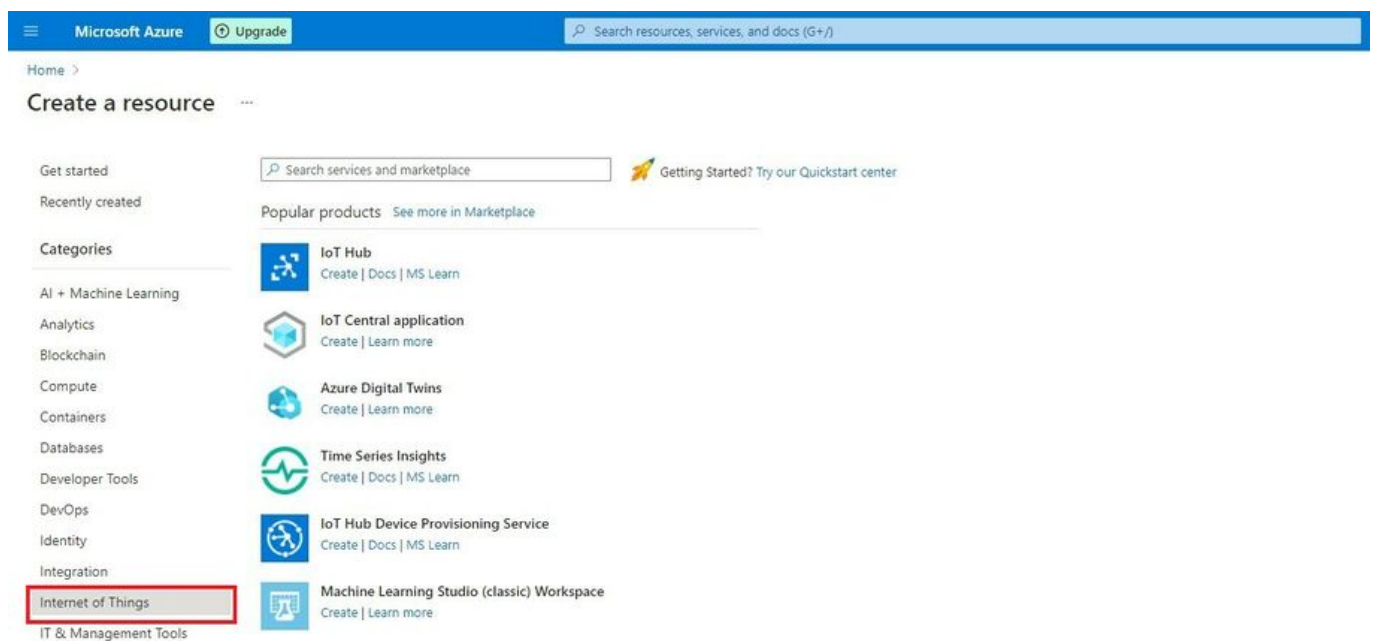 Microsoft Azure
Upgrade
Search resources, services, and docs (G+/)
Home >
Create a resource ...
Get started
Recently created
Categories
AI + Machine Learning
Analytics
Blockchain
Compute
Containers
Databases
Developer Tools
DevOps
Identity
Integration
Internet of Things
IT & Management Tools
Search services and marketplace
Getting Started? Try our Quickstart center
Popular products See more in Marketplace
IoT Hub
Create | Docs | MS Learn
IoT Central application
Create | Learn more
Azure Digital Twins
Create | Learn more
Time Series Insights
Create | Docs | MS Learn
IoT Hub Device Provisioning Service
Create | Docs | MS Learn
Machine Learning Studio (classic) Workspace
Create | Learn more